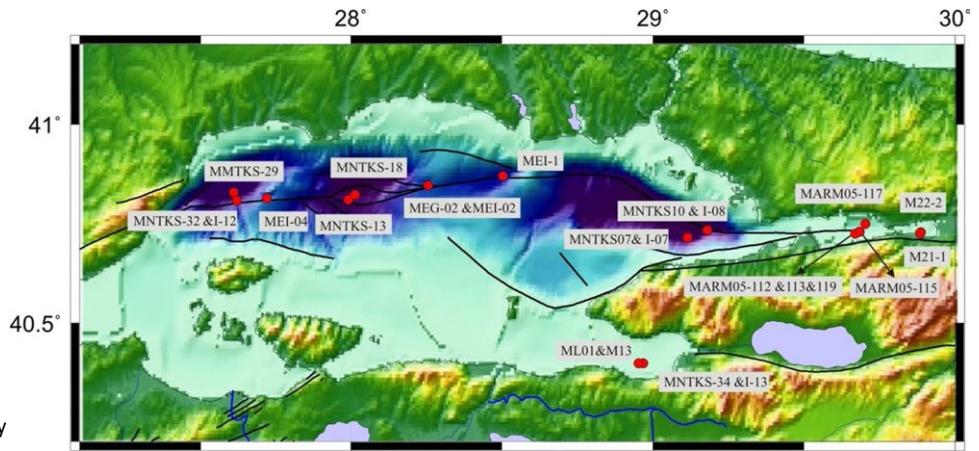 28°
29°
30°
41°
40.5°
MMTKS-29
MNTKS-18
MEI-1
MARM05-117
M22-2
MNTKS-32 &I-12
MEI-04
MNTKS-13
MEG-02 &MEI-02
MNTKS10 & I-08
MNTKS07& I-07
M21-1
MARM05-112 &113&119
MARM05-115
ML01&M13
MNTKS-34 &I-13
y